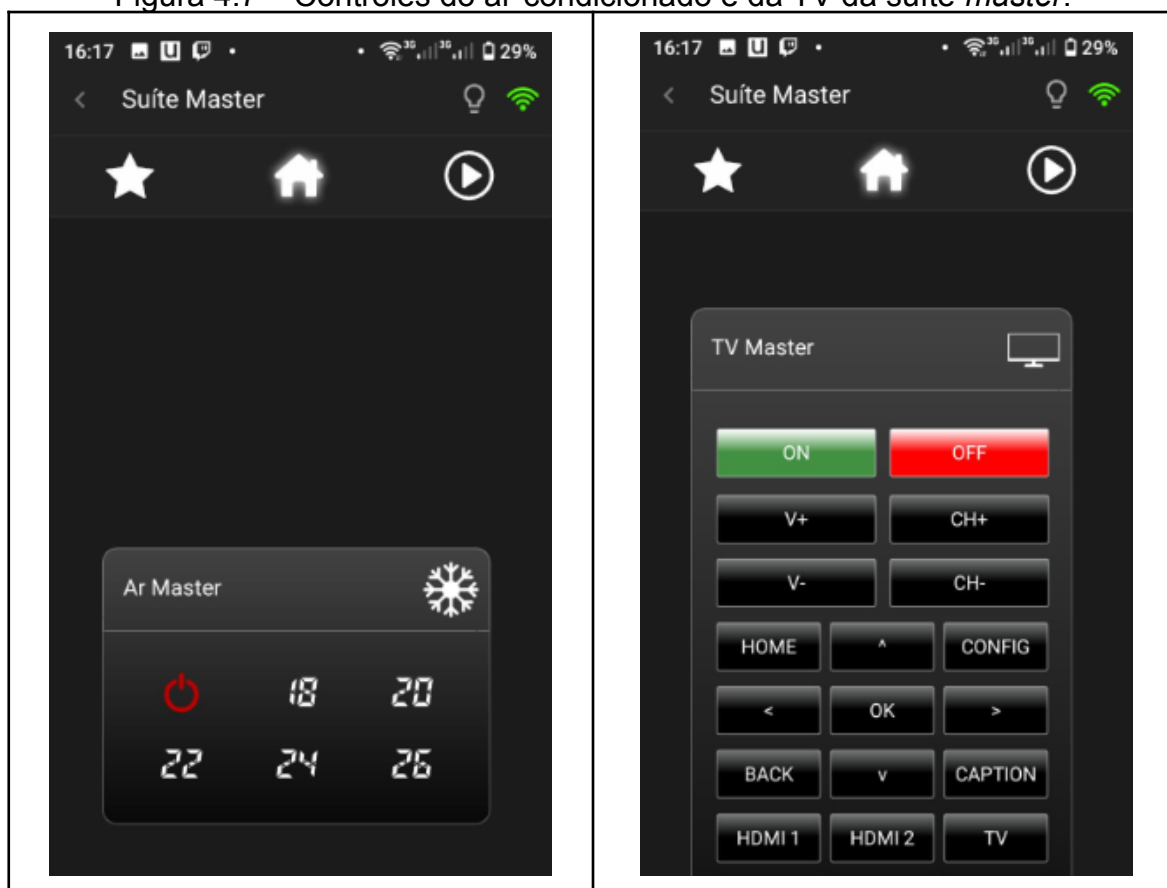 Figura 4.7 – Controles do ar condicionado e da TV da suíte master.
16:17 29%
Suíte Master
Ar Master
18 20
22 24 26
16:17 29%
Suíte Master
TV Master
ON OFF
V+ CH+
V- CH-
HOME ^ CONFIG
< OK >
BACK v CAPTION
HDMI 1 HDMI 2 TV